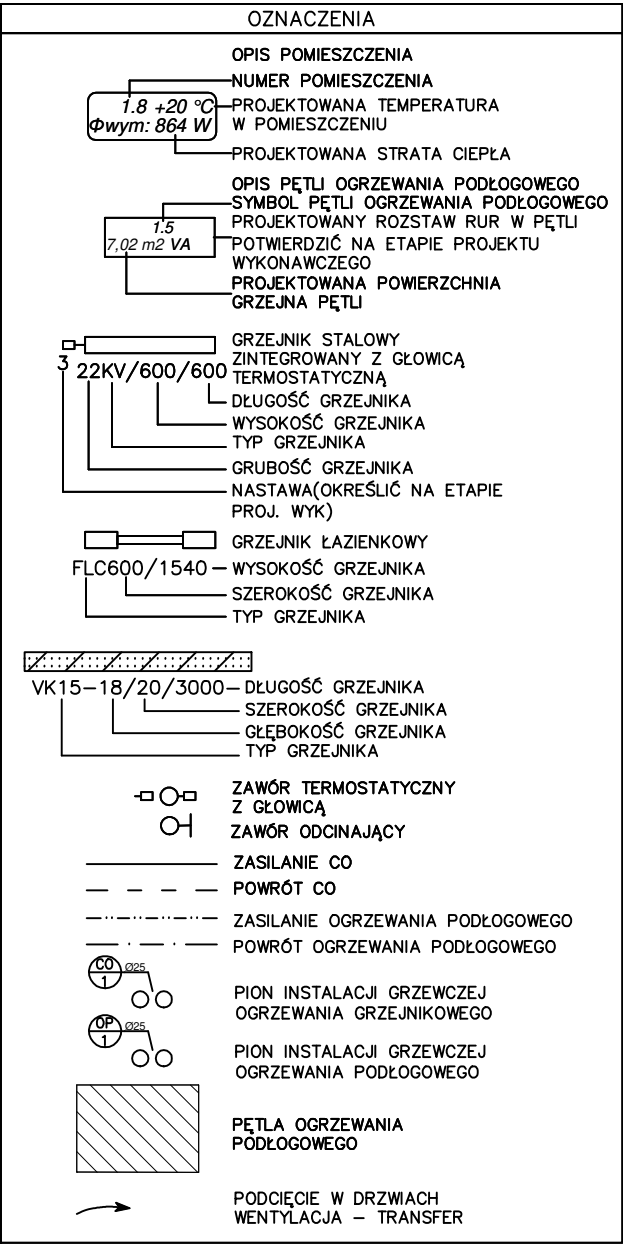 OZNACZENIA
OPIS POMIESZCZENIA
NUMER POMIESZCZENIA
1.8 +20 °C
PROJEKTOWANA TEMPERATURA
W POMIESZCZENIU
Φwym: 864 W
PROJEKTOWANA STRATA CIEPŁA
OPIS PĘTLI OGRZEWANIA PODŁOGOWEGO
SYMBOL PĘTLI OGRZEWANIA PODŁOGOWEGO
1.5
7,02 m2 VA
PROJEKTOWANY ROZSTAW RUR W PĘTLI
POTWIERDZIĆ NA ETAPIE PROJEKTU
WYKONAWCZEGO
PROJEKTOWANA POWIERZCHNIA
GRZEJNA PĘTLI
GRZEJNIK STALOWY
ZINTEGROWANY Z GŁOWICĄ
TERMOSTATYCZNĄ
3
22KV/600/600
DŁUGOŚĆ GRZEJNIKA
WYSOKOŚĆ GRZEJNIKA
TYP GRZEJNIKA
GRUBOŚĆ GRZEJNIKA
NASTAWA(OKREŚLIĆ NA ETAPIE
PROJ. WYK)
GRZEJNIK ŁAZIENKOWY
FLC600/1540
WYSOKOŚĆ GRZEJNIKA
SZEROKOŚĆ GRZEJNIKA
TYP GRZEJNIKA
VK15-18/20/3000
DŁUGOŚĆ GRZEJNIKA
SZEROKOŚĆ GRZEJNIKA
GŁĘBOKOŚĆ GRZEJNIKA
TYP GRZEJNIKA
ZAWÓR TERMOSTATYCZNY
Z GŁOWICĄ
ZAWÓR ODCINAJĄCY
ZASILANIE CO
POWRÓT CO
ZASILANIE OGRZEWANIA PODŁOGOWEGO
POWRÓT OGRZEWANIA PODŁOGOWEGO
CO
1
Ø25
PION INSTALACJI GRZEWCZEJ
OGRZEWANIA GRZEJNIKOWEGO
OP
1
Ø25
PION INSTALACJI GRZEWCZEJ
OGRZEWANIA PODŁOGOWEGO
PĘTLA OGRZEWANIA
PODŁOGOWEGO
PODCIĘCIE W DRZWIACH
WENTYLACJA – TRANSFER